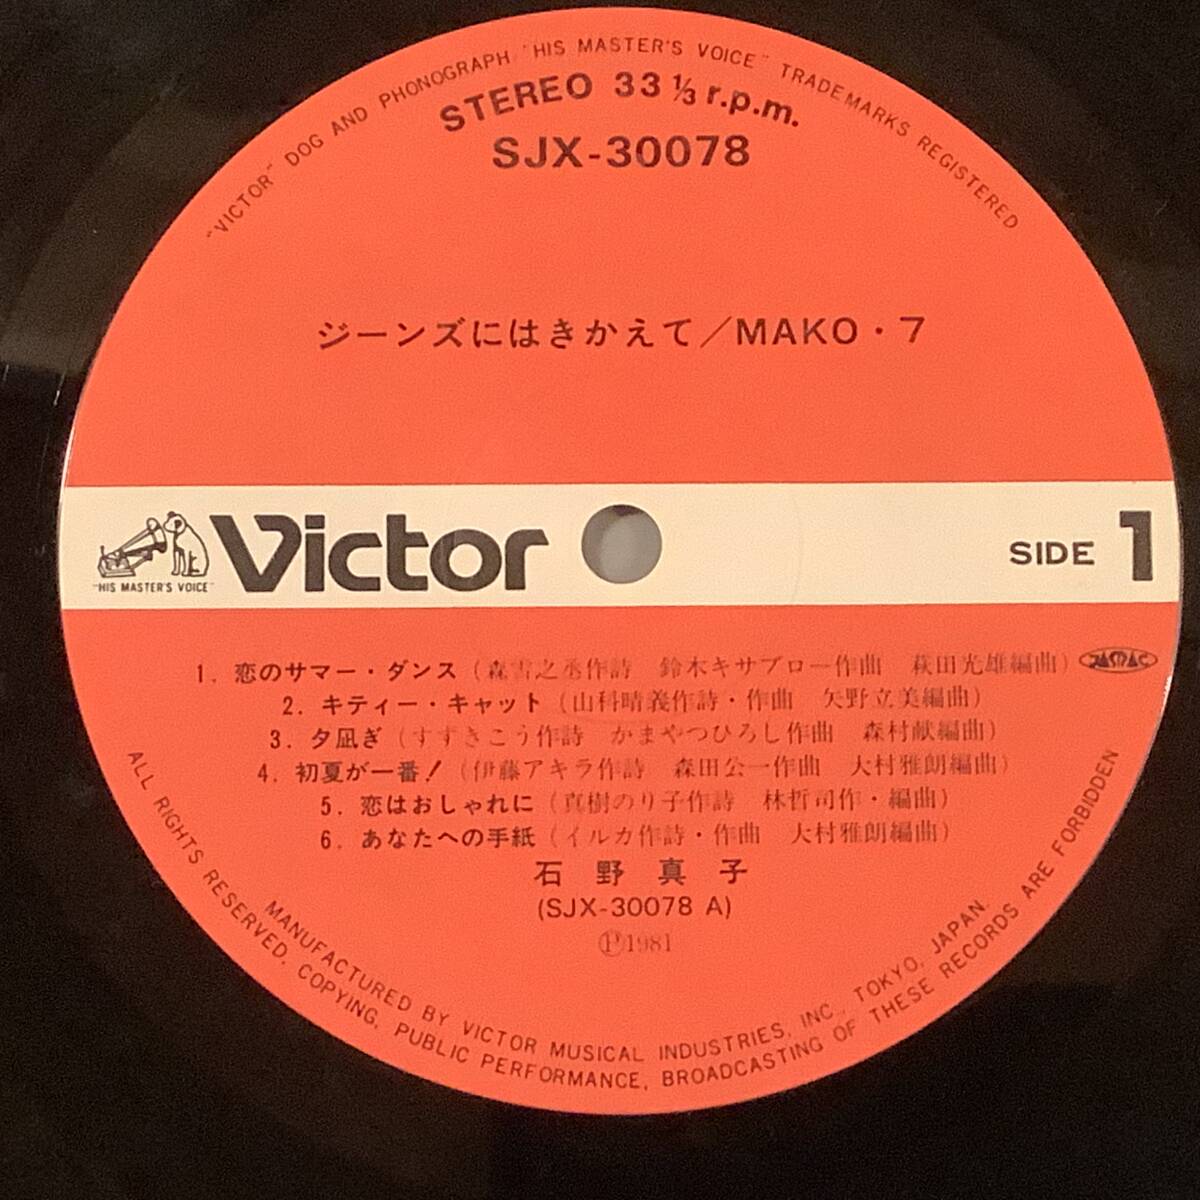 "VICTOR" DOG AND PHONOGRAPH "HIS MASTER'S VOICE" TRADEMARKS REGISTERED
STEREO 33 1/3 r.p.m.
SJX-30078
ジーンズにはきかえて／MAKO・7
Victor
"HIS MASTER'S VOICE"
SIDE 1
1. 恋のサマー・ダンス（森雪之丞作詩　鈴木キサブロー作曲　萩田光雄編曲）
JASRAC
2. キティー・キャット（山科晴義作詩・作曲　矢野立美編曲）
3. 夕凪ぎ（すずきこう作詩　かまやつひろし作曲　森村献編曲）
4. 初夏が一番！（伊藤アキラ作詩　森田公一作曲　大村雅朗編曲）
5. 恋はおしゃれに（真樹のり子作詩　林哲司作・編曲）
6. あなたへの手紙（イルカ作詩・作曲　大村雅朗編曲）
石野真子
(SJX-30078 A)
Ⓟ1981
MANUFACTURED BY VICTOR MUSICAL INDUSTRIES, INC., TOKYO, JAPAN.
ALL RIGHTS RESERVED. COPYING, PUBLIC PERFORMANCE, BROADCASTING OF THESE RECORDS ARE FORBIDDEN